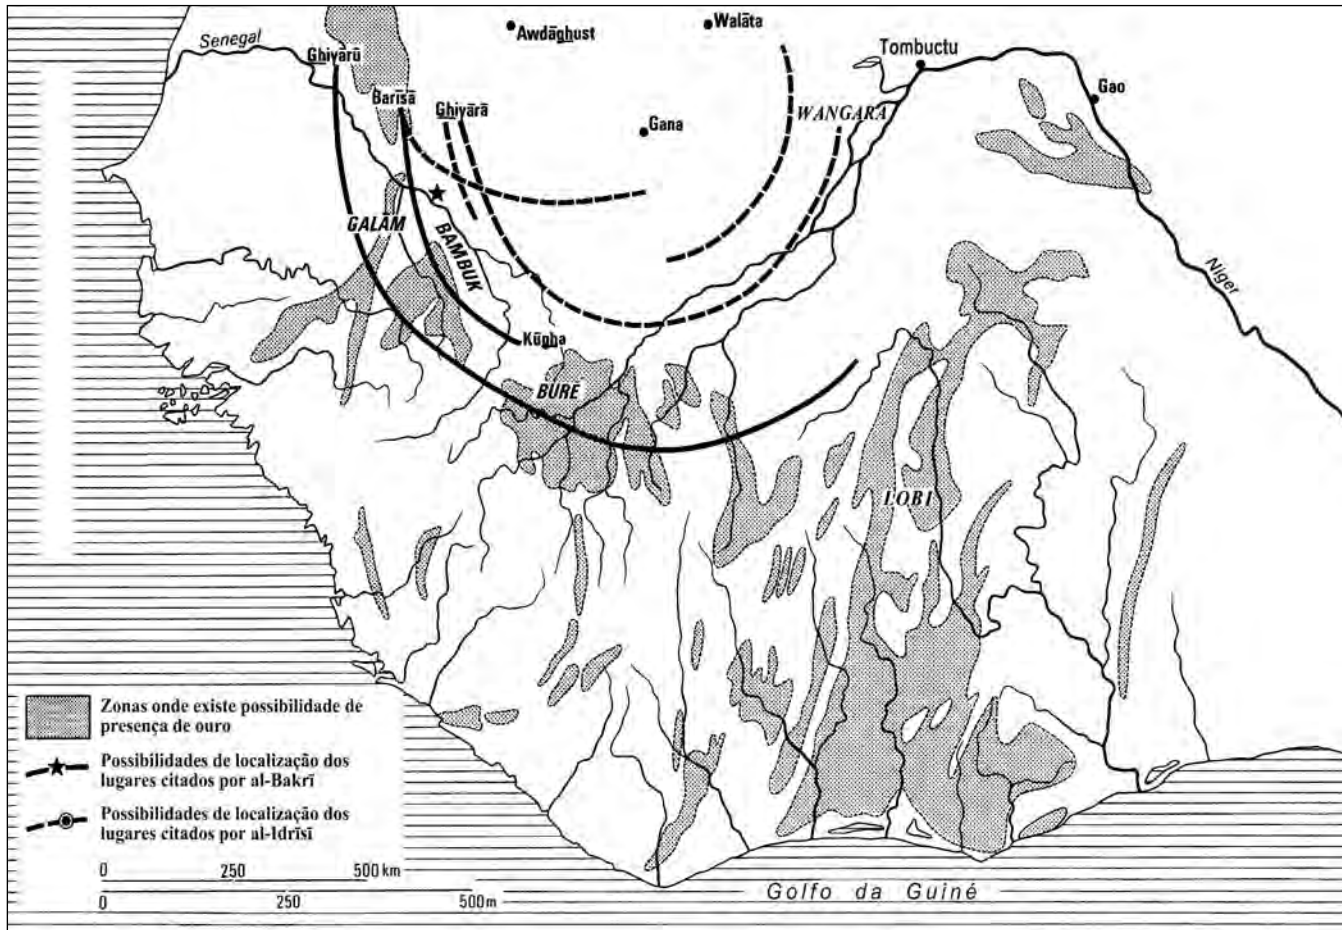 Senegal
Ghiyārū
Awdāghust
Walāta
Tombuctu
Gao
Barīsā
Ghiyārā
Gana
WANGARA
GALĀM
BAMBUK
Niger
Kūgha
BURÉ
LOBI
Zonas onde existe possibilidade de
presença de ouro
Possibilidades de localização dos
lugares citados por al-Bakrī
Possibilidades de localização dos
lugares citados por al-Idrīsī
0 250 500 km
0 250 500m
Golfo da Guiné